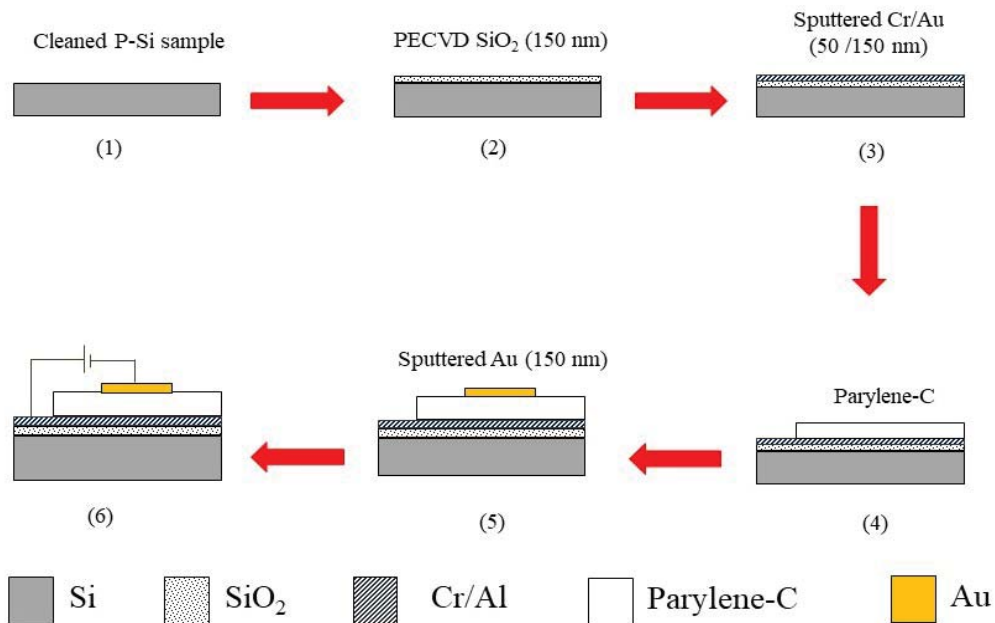 Cleaned P-Si sample
PECVD SiO₂ (150 nm)
Sputtered Cr/Au
(50 /150 nm)
(1)
(2)
(3)
Sputtered Au (150 nm)
Parylene-C
(6)
(5)
(4)
Si
SiO₂
Cr/Al
Parylene-C
Au